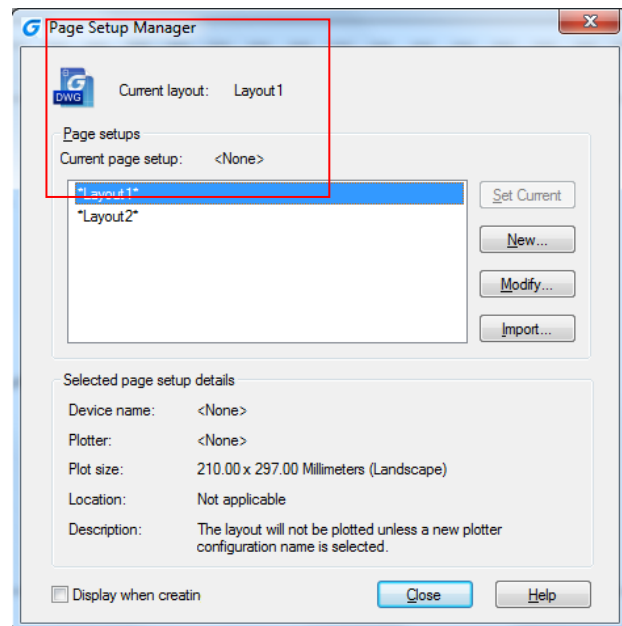 Page Setup Manager
DWG
Current layout: Layout1
Page setups
Current page setup: <None>
*Layout1*
*Layout2*
Set Current
New...
Modify...
Import...
Selected page setup details
Device name: <None>
Plotter: <None>
Plot size: 210.00 x 297.00 Millimeters (Landscape)
Location: Not applicable
Description: The layout will not be plotted unless a new plotter
configuration name is selected.
Display when creatin
Close
Help